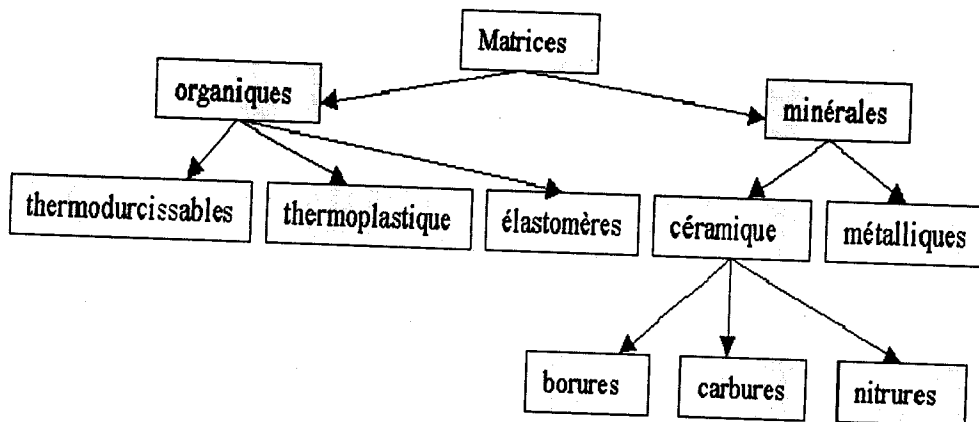 Matrices
organiques
minérales
thermodurcissables
thermoplastique
élastomères
céramique
métalliques
borures
carbures
nitrures